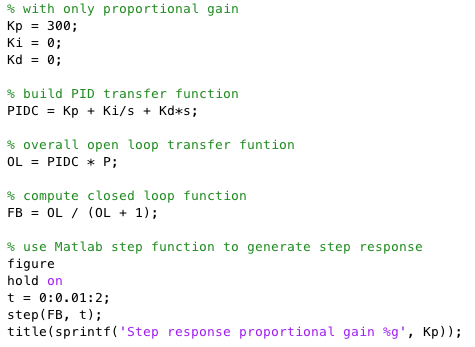 % with only proportional gain
Kp = 300;
Ki = 0;
Kd = 0;
% build PID transfer function
PIDC = Kp + Ki/s + Kd*s;
% overall open loop transfer funtion
OL = PIDC * P;
% compute closed loop function
FB = OL / (OL + 1);
% use Matlab step function to generate step response
figure
hold on
t = 0:0.01:2;
step(FB, t);
title(sprintf('Step response proportional gain %g', Kp));